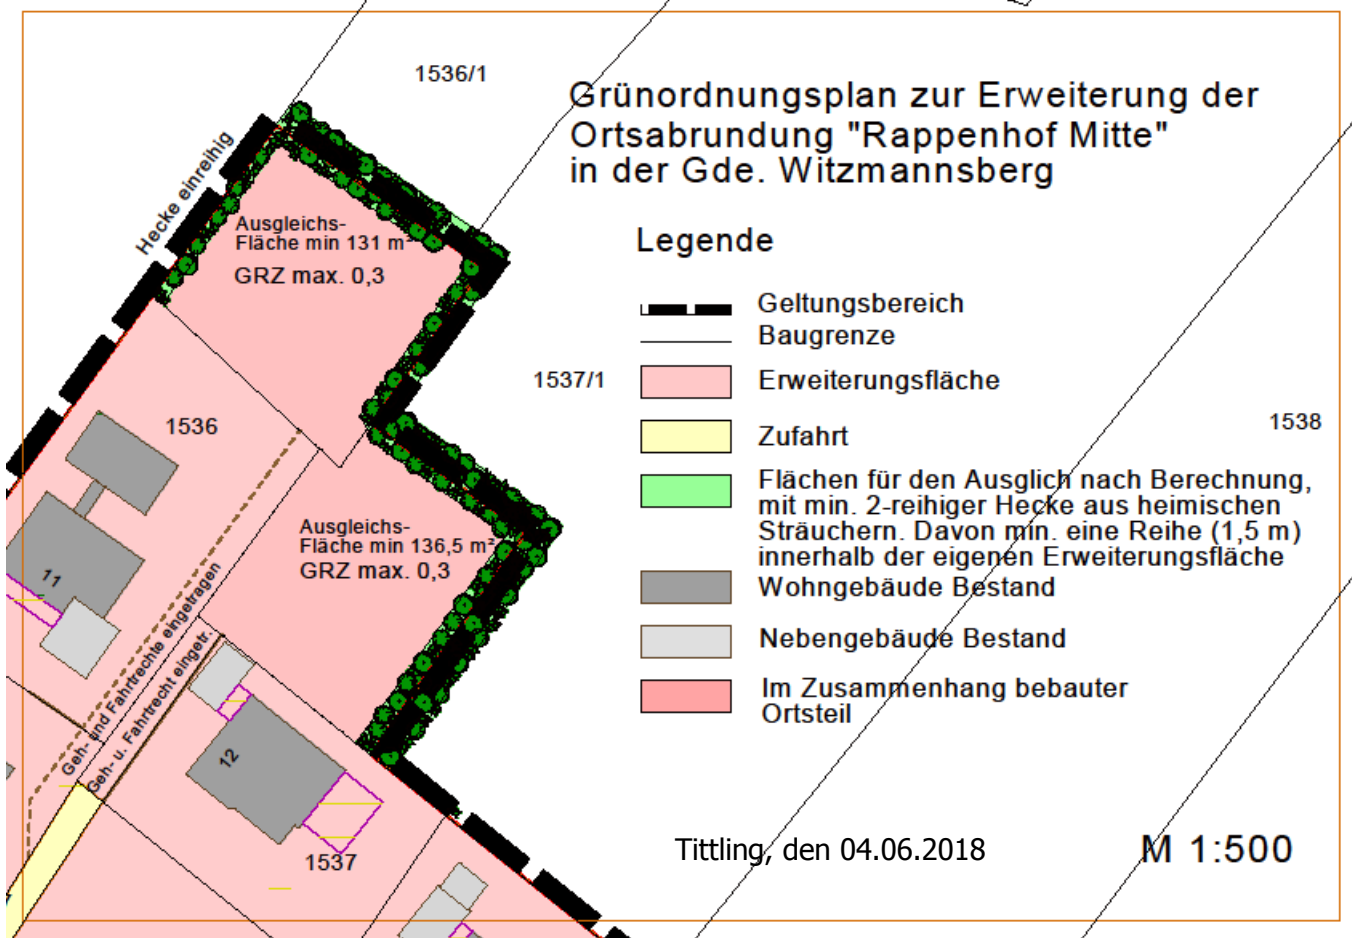 1536/1
Grünordnungsplan zur Erweiterung der
Ortsabrundung "Rappenhof Mitte"
in der Gde. Witzmannsberg
Hecke einreihig
Ausgleichs-
Fläche min 131 m²
GRZ max. 0,3
Legende
Geltungsbereich
Baugrenze
1537/1
Erweiterungsfläche
1536
1538
Zufahrt
Flächen für den Ausglich nach Berechnung,
mit min. 2-reihiger Hecke aus heimischen
Sträuchern. Davon min. eine Reihe (1,5 m)
innerhalb der eigenen Erweiterungsfläche
Ausgleichs-
Fläche min 136,5 m²
GRZ max. 0,3
11
Wohngebäude Bestand
Nebengebäude Bestand
Geh- und Fahrtrechte eingetragen
Geh- u. Fahrtrecht eingetr.
Im Zusammenhang bebauter
Ortsteil
12
1537
Tittling, den 04.06.2018
M 1:500